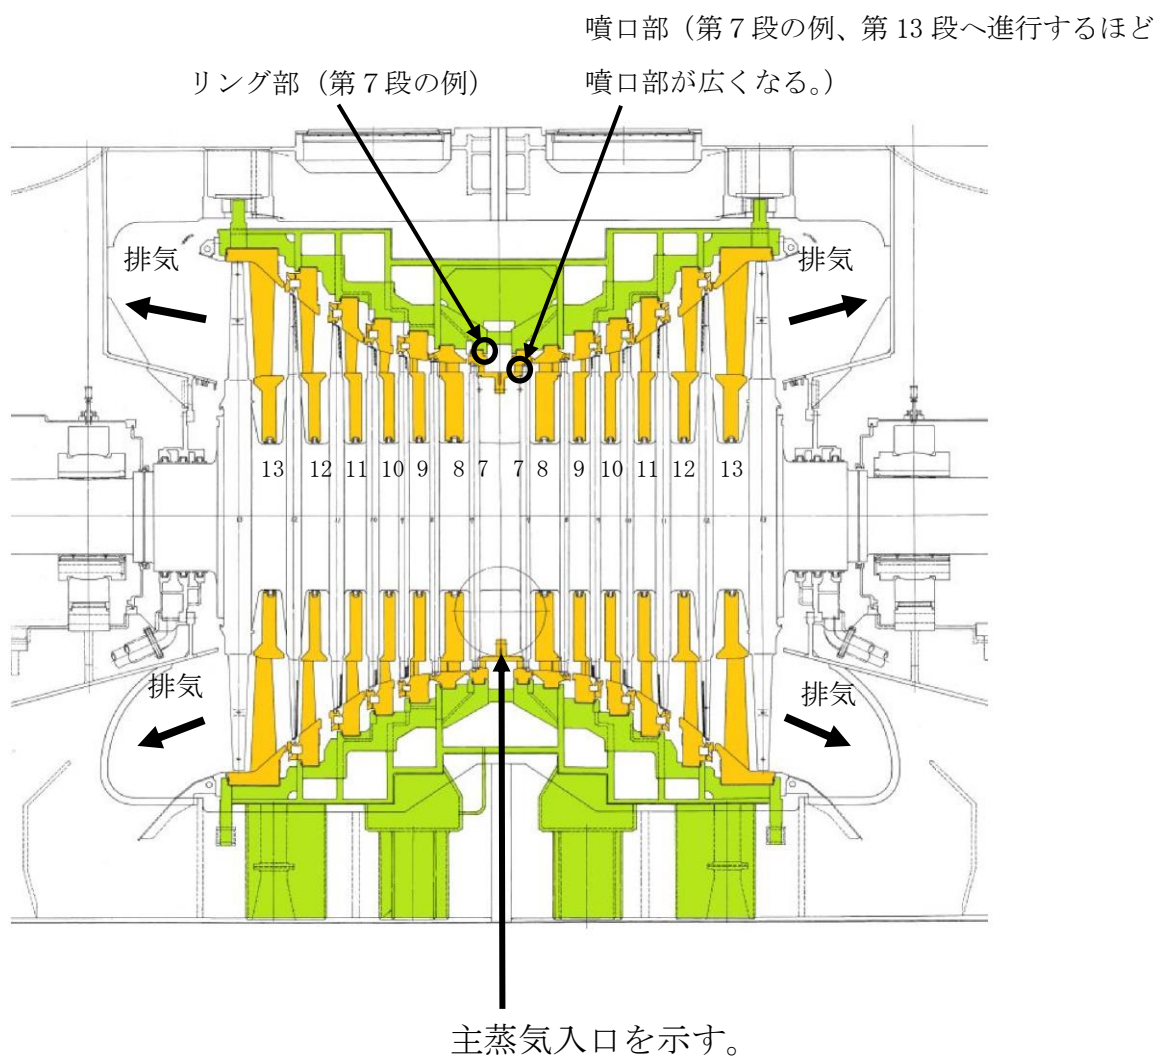 噴口部（第７段の例、第 13 段へ進行するほど
リング部（第７段の例）
噴口部が広くなる。）
排気
排気
13 12 11 10 9 8 7 7 8 9 10 11 12 13
排気
排気
主蒸気入口を示す。